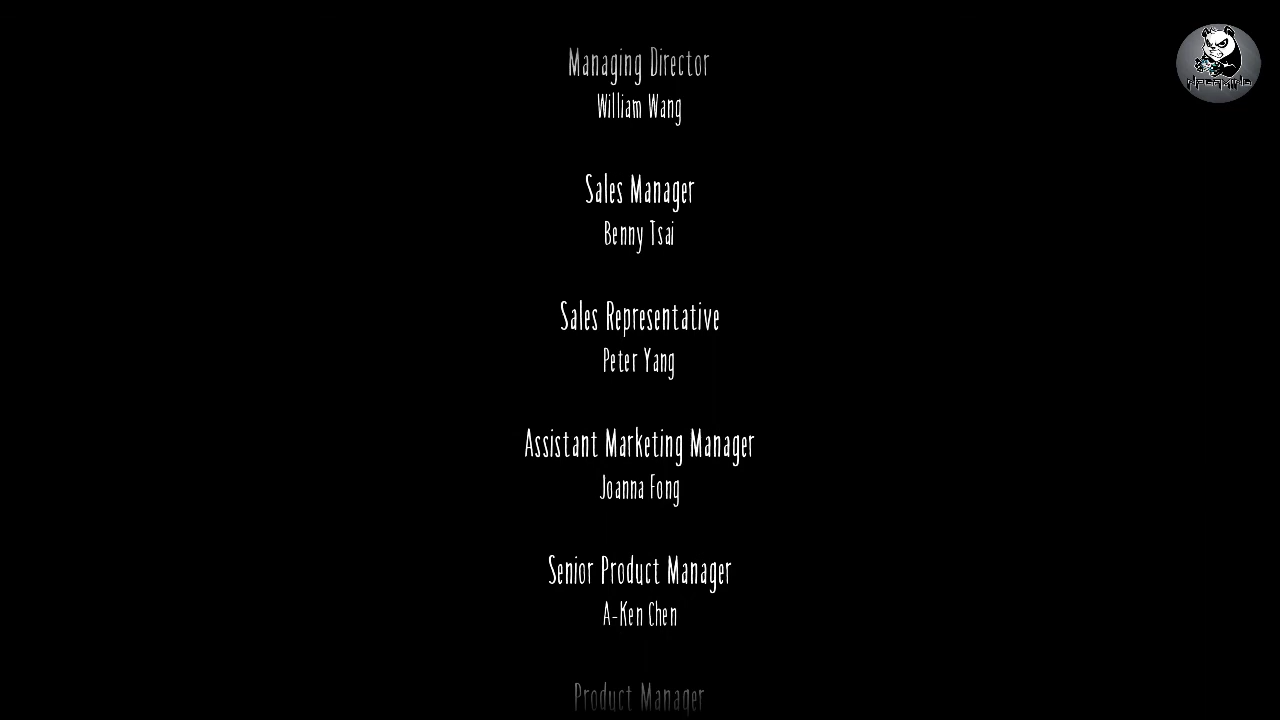 Managing Director
William Wang
Sales Manager
Benny Tsai
Sales Representative
Peter Yang
Assistant Marketing Manager
Joanna Fong
Senior Product Manager
A-Ken Chen
Product Manager